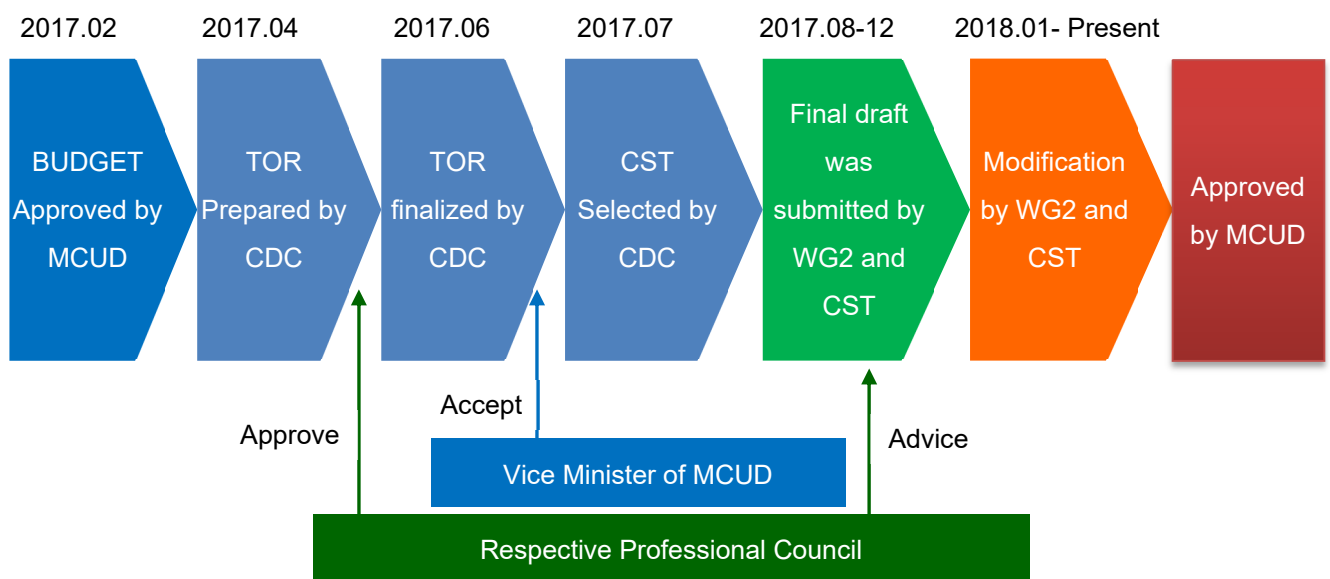 2017.02
2017.04
2017.06
2017.07
2017.08-12
2018.01- Present
BUDGET
Approved by
MCUD
TOR
Prepared by
CDC
TOR
finalized by
CDC
CST
Selected by
CDC
Final draft
was
submitted by
WG2 and
CST
Modification
by WG2 and
CST
Approved
by MCUD
Approve
Accept
Advice
Vice Minister of MCUD
Respective Professional Council